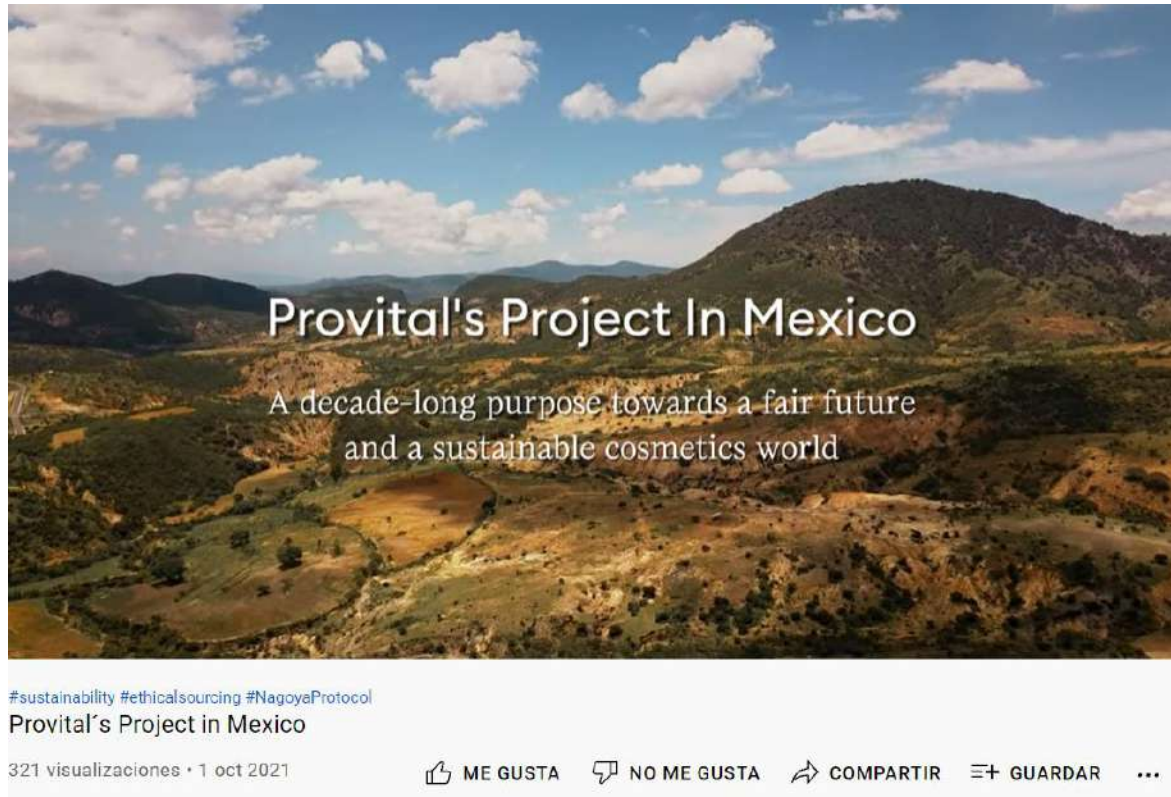 Provital's Project In Mexico
A decade-long purpose towards a fair future
and a sustainable cosmetics world
#sustainability #ethicalsourcing #NagoyaProtocol
Provital´s Project in Mexico
321 visualizaciones • 1 oct 2021 ME GUSTA NO ME GUSTA COMPARTIR GUARDAR ...